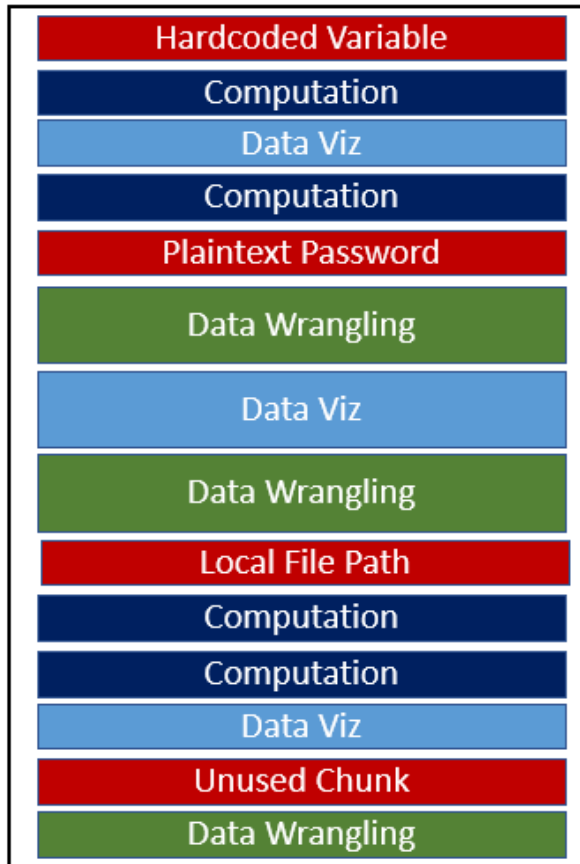 Hardcoded Variable
Computation
Data Viz
Computation
Plaintext Password
Data Wrangling
Data Viz
Data Wrangling
Local File Path
Computation
Computation
Data Viz
Unused Chunk
Data Wrangling